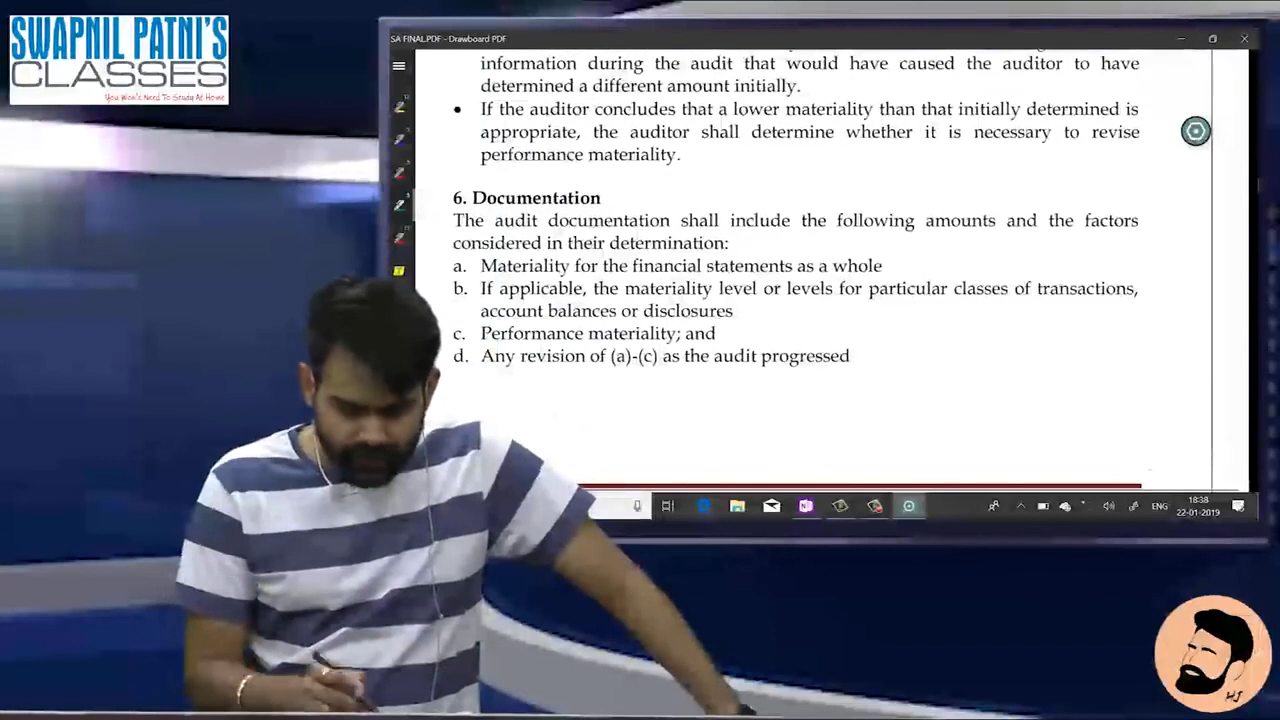 SWAPNIL PATNI'S
CLASSES
You Won't Need To Study At Home
SA FINAL.PDF - Drawboard PDF
information during the audit that would have caused the auditor to have
determined a different amount initially.
• If the auditor concludes that a lower materiality than that initially determined is
appropriate, the auditor shall determine whether it is necessary to revise
performance materiality.
6. Documentation
The audit documentation shall include the following amounts and the factors
considered in their determination:
a. Materiality for the financial statements as a whole
b. If applicable, the materiality level or levels for particular classes of transactions,
account balances or disclosures
c. Performance materiality; and
d. Any revision of (a)-(c) as the audit progressed
ENG
18:38
22-01-2019